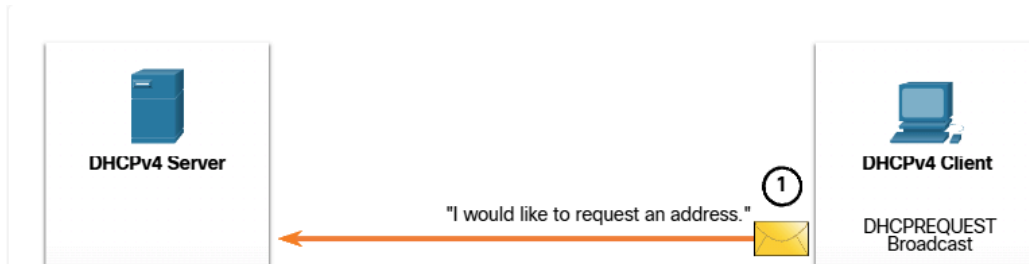 DHCPv4 Server
DHCPv4 Client
1
"I would like to request an address."
DHCPREQUEST
Broadcast